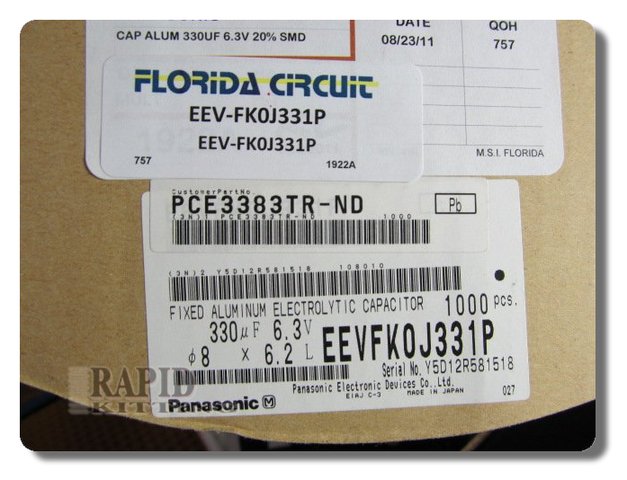 CAP ALUM 330UF 6.3V 20% SMD
DATE
08/23/11
QOH
757
FLORIDA CIRCUIT
EEV-FK0J331P
EEV-FK0J331P
757
1922A
M.S.I. FLORIDA
CustomerPartNo.
PCE3383TR-ND
Pb
(3N)1 PCE3383TR-ND 1000
(3N)2 Y5D12R581518 108010
FIXED ALUMINUM ELECTROLYTIC CAPACITOR 1000 pcs.
330μF 6.3V
φ8 × 6.2 L EEVFK0J331P
Serial No. Y5D12R581518
Panasonic Electronic Devices Co.,Ltd.
EIAJ C-3 MADE IN JAPAN 027
Panasonic M
RAPID